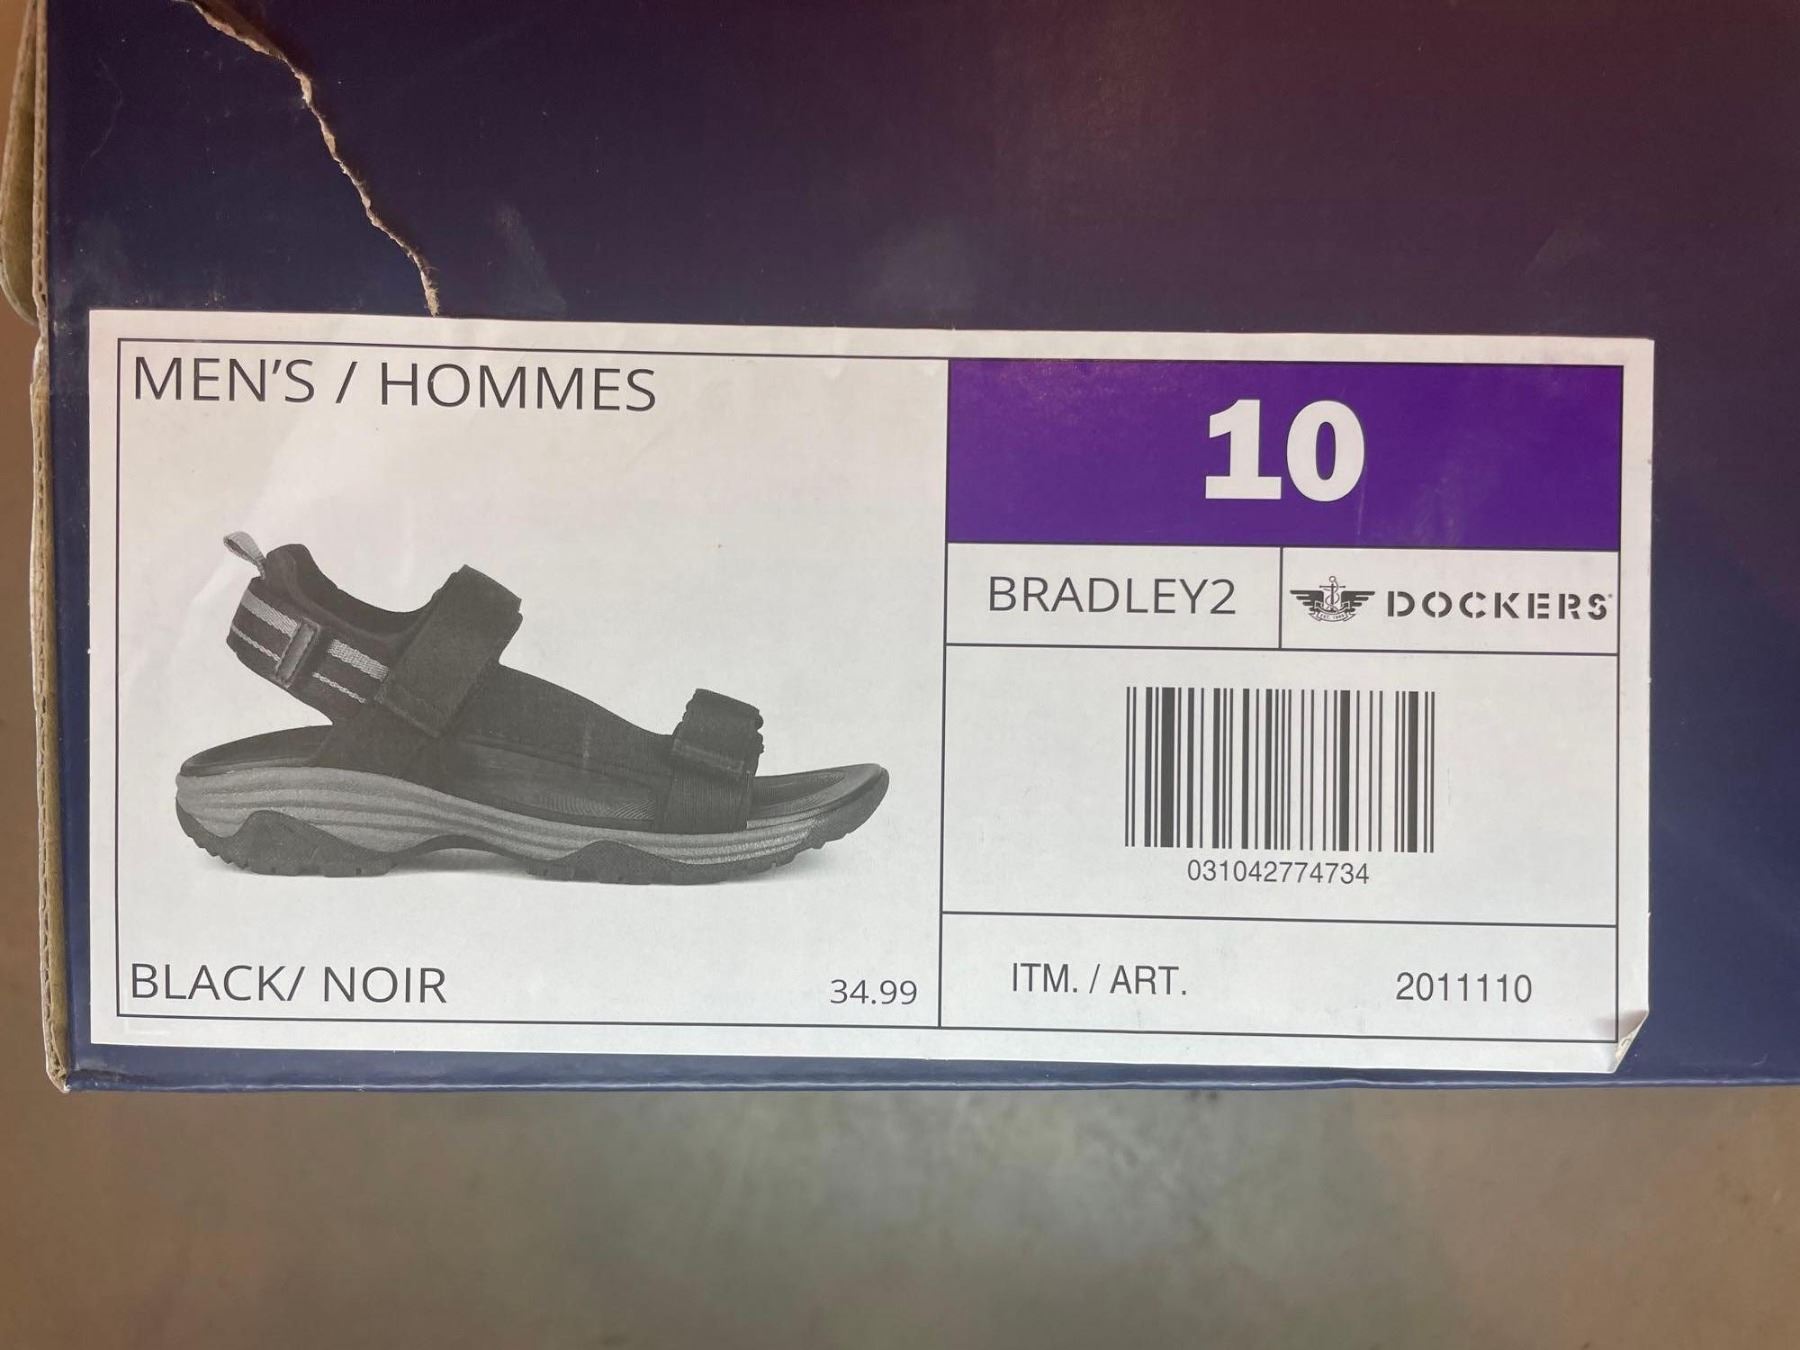 MEN'S / HOMMES
10
BRADLEY2
DOCKERS
031042774734
BLACK/ NOIR
34.99
ITM. / ART.
2011110